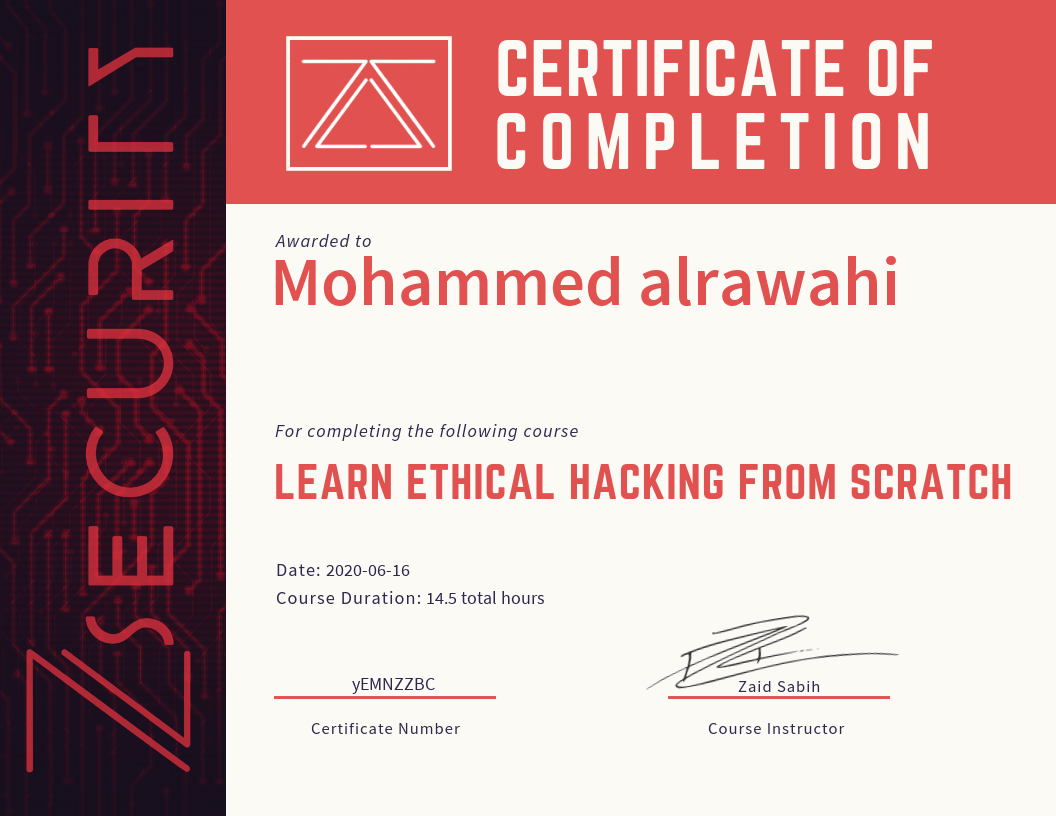 ZSECURITY
CERTIFICATE OF
COMPLETION
Awarded to
Mohammed alrawahi
For completing the following course
LEARN ETHICAL HACKING FROM SCRATCH
Date: 2020-06-16
Course Duration: 14.5 total hours
yEMNZZBC
Certificate Number
Zaid Sabih
Course Instructor